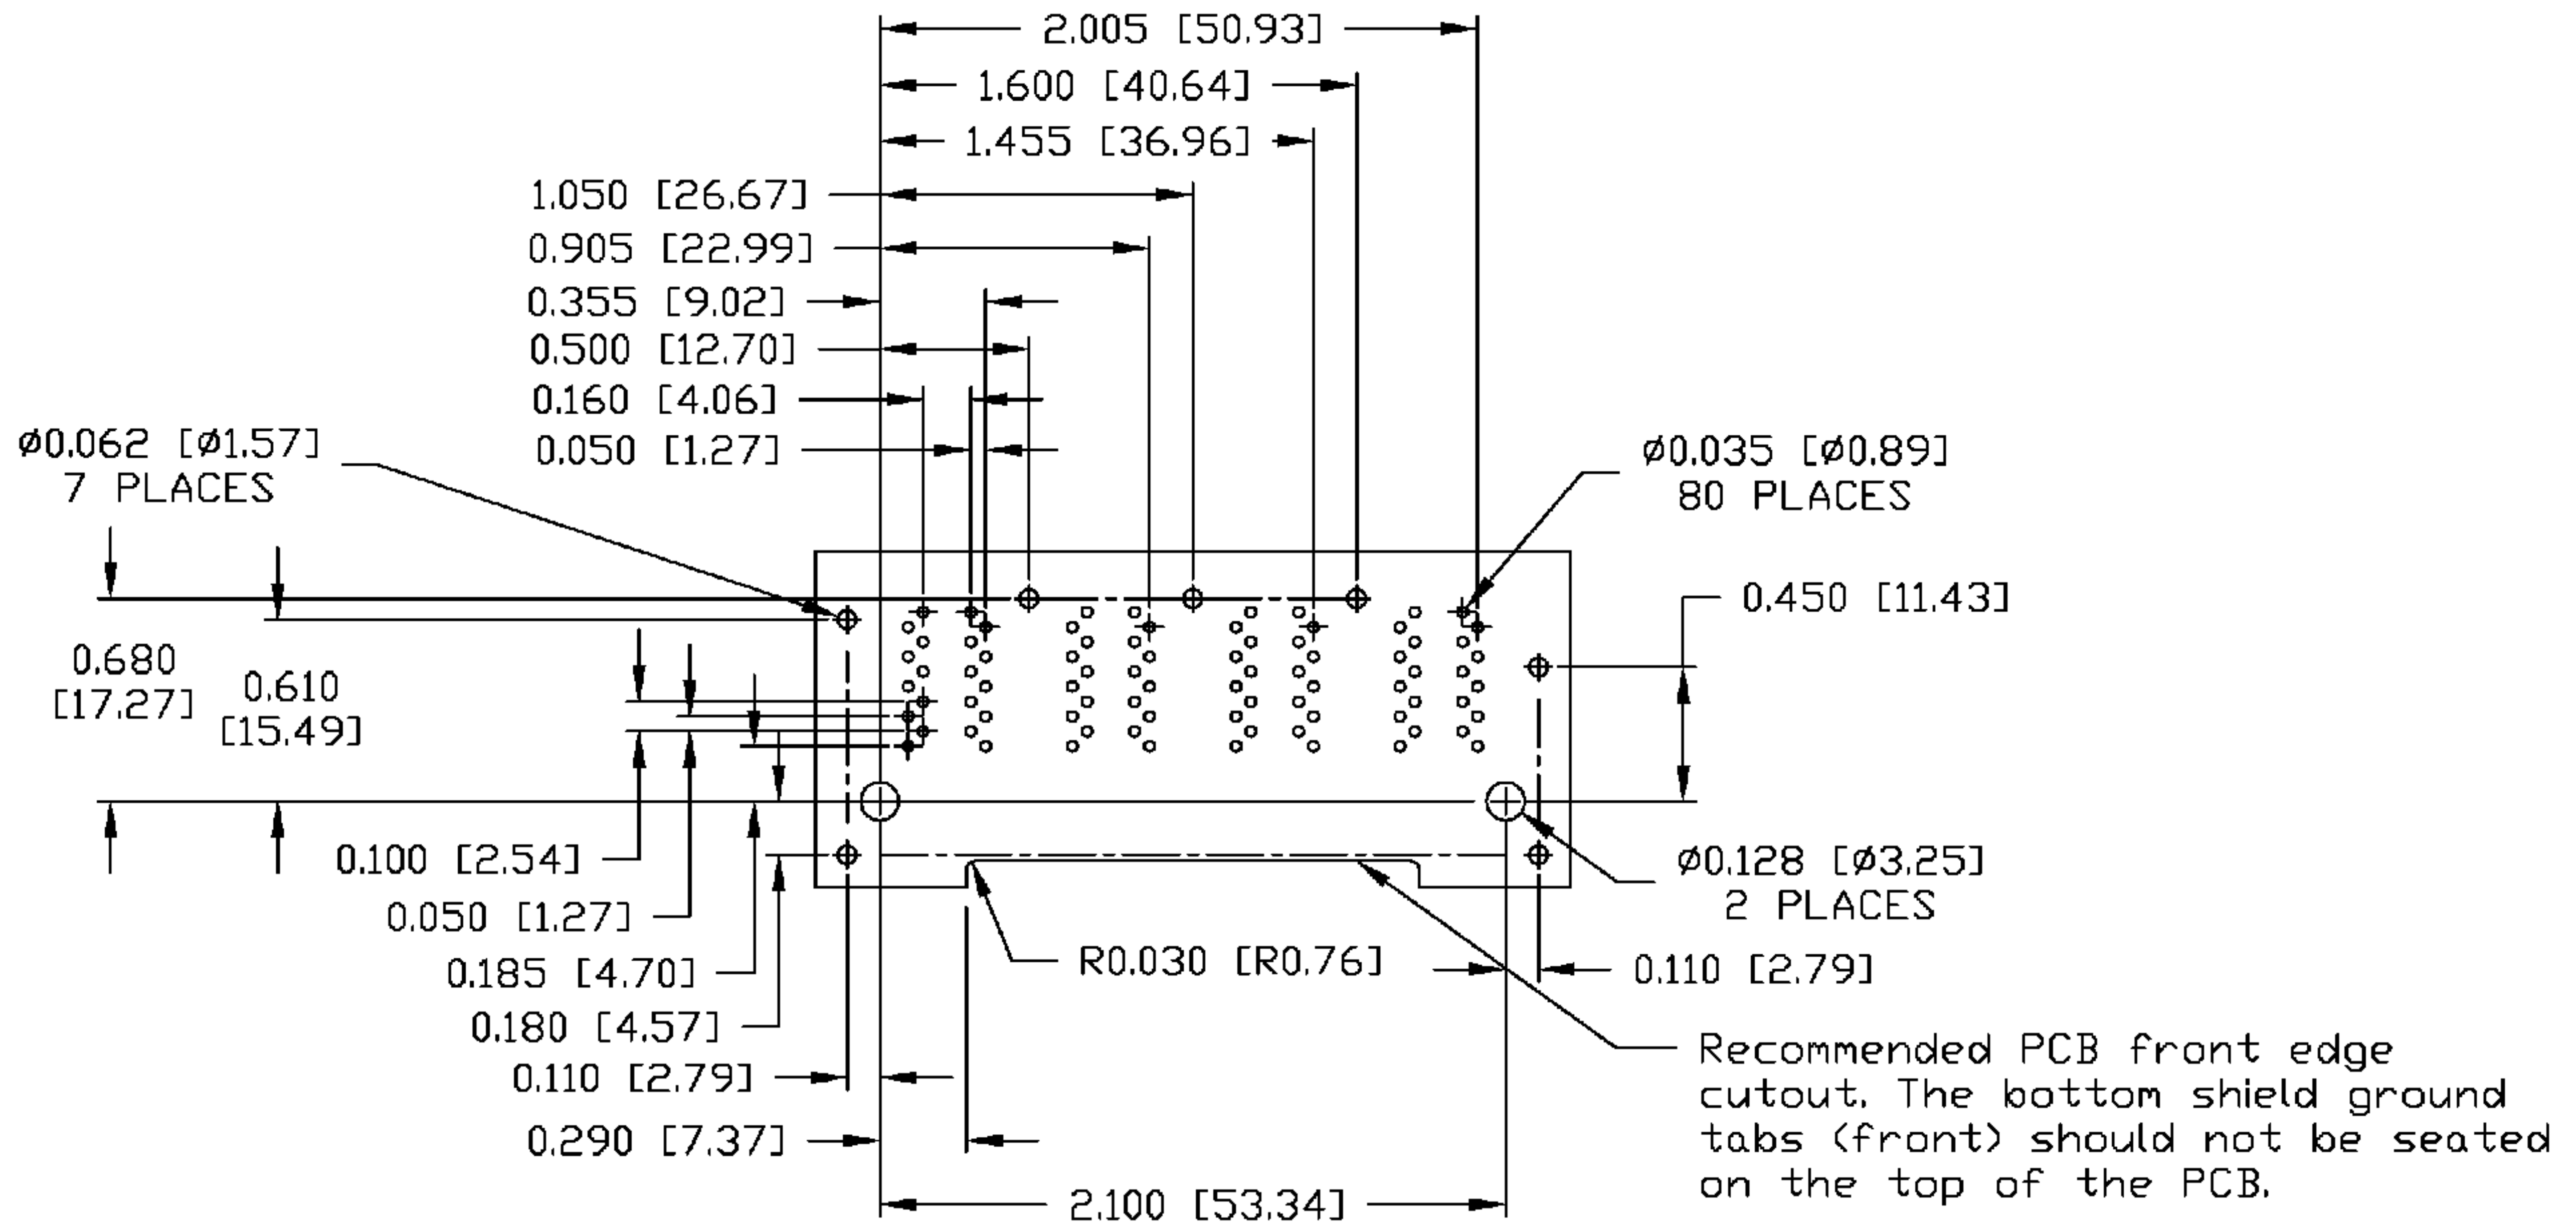 2.005 [50.93]
1.600 [40.64]
1.455 [36.96]
1.050 [26.67]
0.905 [22.99]
0.355 [9.02]
0.500 [12.70]
0.160 [4.06]
0.050 [1.27]
ø0.062 [ø1.57]
7 PLACES
ø0.035 [ø0.89]
80 PLACES
0.450 [11.43]
0.680
[17.27]
0.610
[15.49]
0.100 [2.54]
0.050 [1.27]
0.185 [4.70]
0.180 [4.57]
0.110 [2.79]
0.290 [7.37]
2.100 [53.34]
R0.030 [R0.76]
ø0.128 [ø3.25]
2 PLACES
0.110 [2.79]
Recommended PCB front edge
cutout. The bottom shield ground
tabs (front) should not be seated
on the top of the PCB.